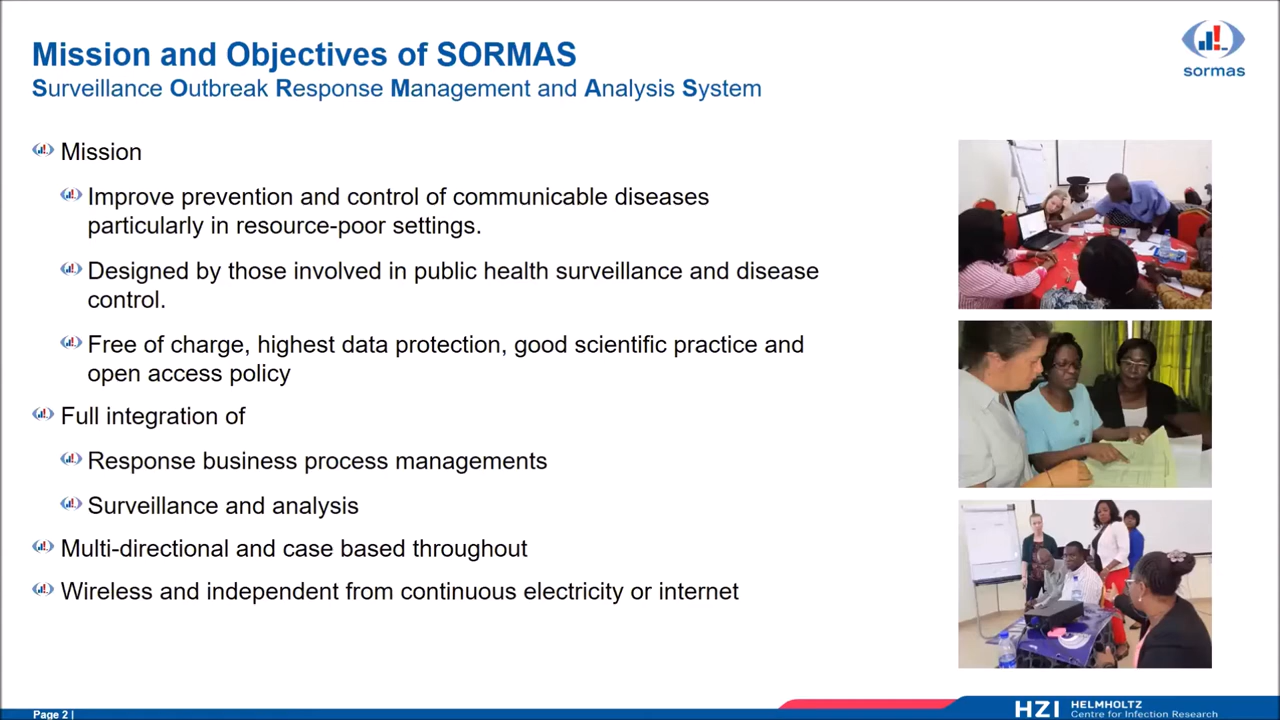 Mission and Objectives of SORMAS
Surveillance Outbreak Response Management and Analysis System
sormas
Mission
Improve prevention and control of communicable diseases
particularly in resource-poor settings.
Designed by those involved in public health surveillance and disease
control.
Free of charge, highest data protection, good scientific practice and
open access policy
Full integration of
Response business process managements
Surveillance and analysis
Multi-directional and case based throughout
Wireless and independent from continuous electricity or internet
Page 2 |
HZI HELMHOLTZ
Centre for Infection Research